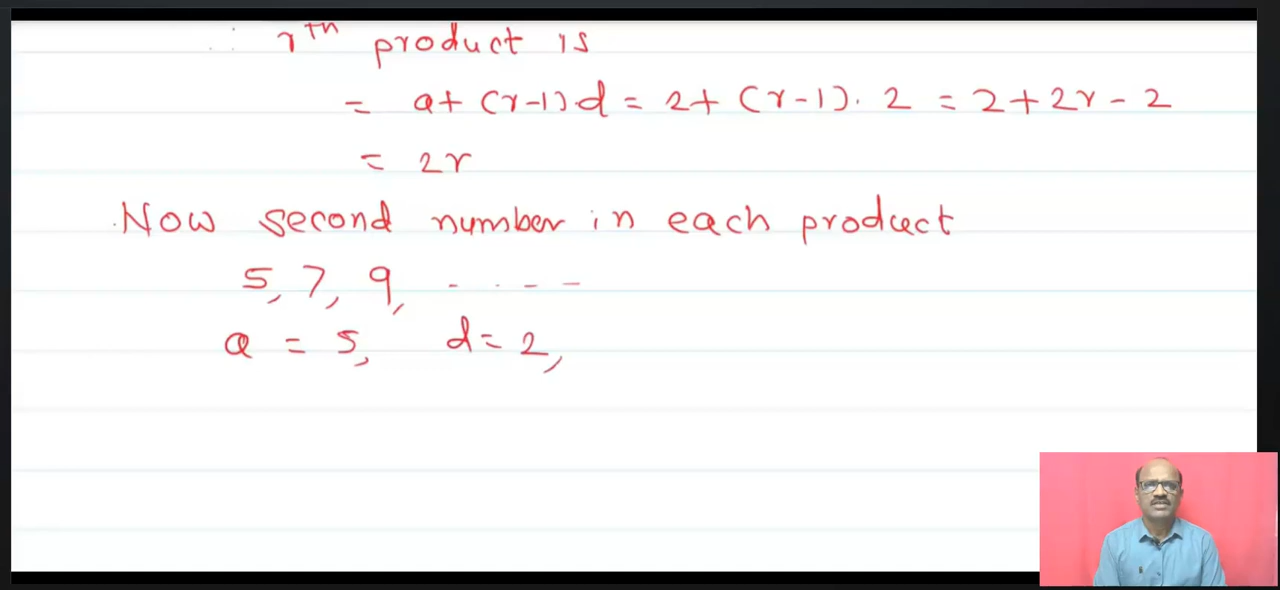 ∴ rᵗʰ product is
= a + (r-1) d = 2 + (r-1). 2 = 2 + 2r - 2
= 2r
Now second number in each product
5, 7, 9, - - - -
a = 5, d = 2,